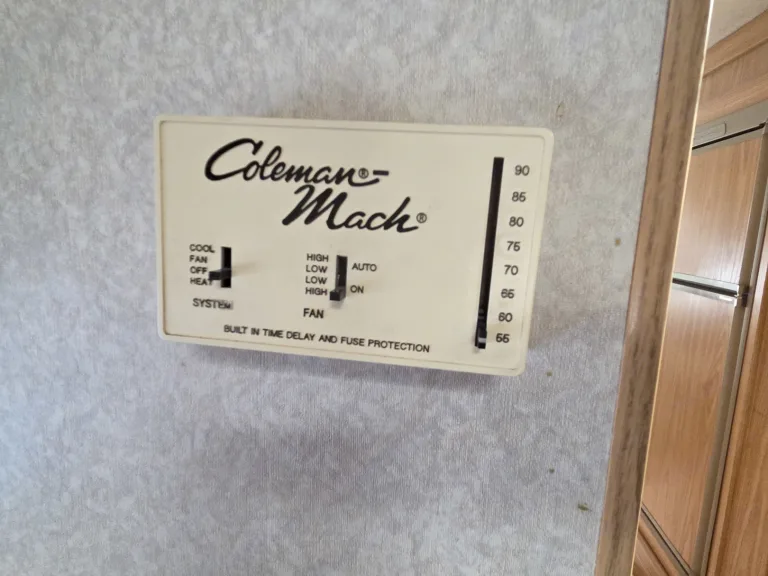 Coleman®-
Mach®
COOL
FAN
OFF
HEAT
SYSTEM
HIGH
LOW
AUTO
LOW
HIGH
ON
FAN
90
85
80
75
70
65
60
55
BUILT IN TIME DELAY AND FUSE PROTECTION